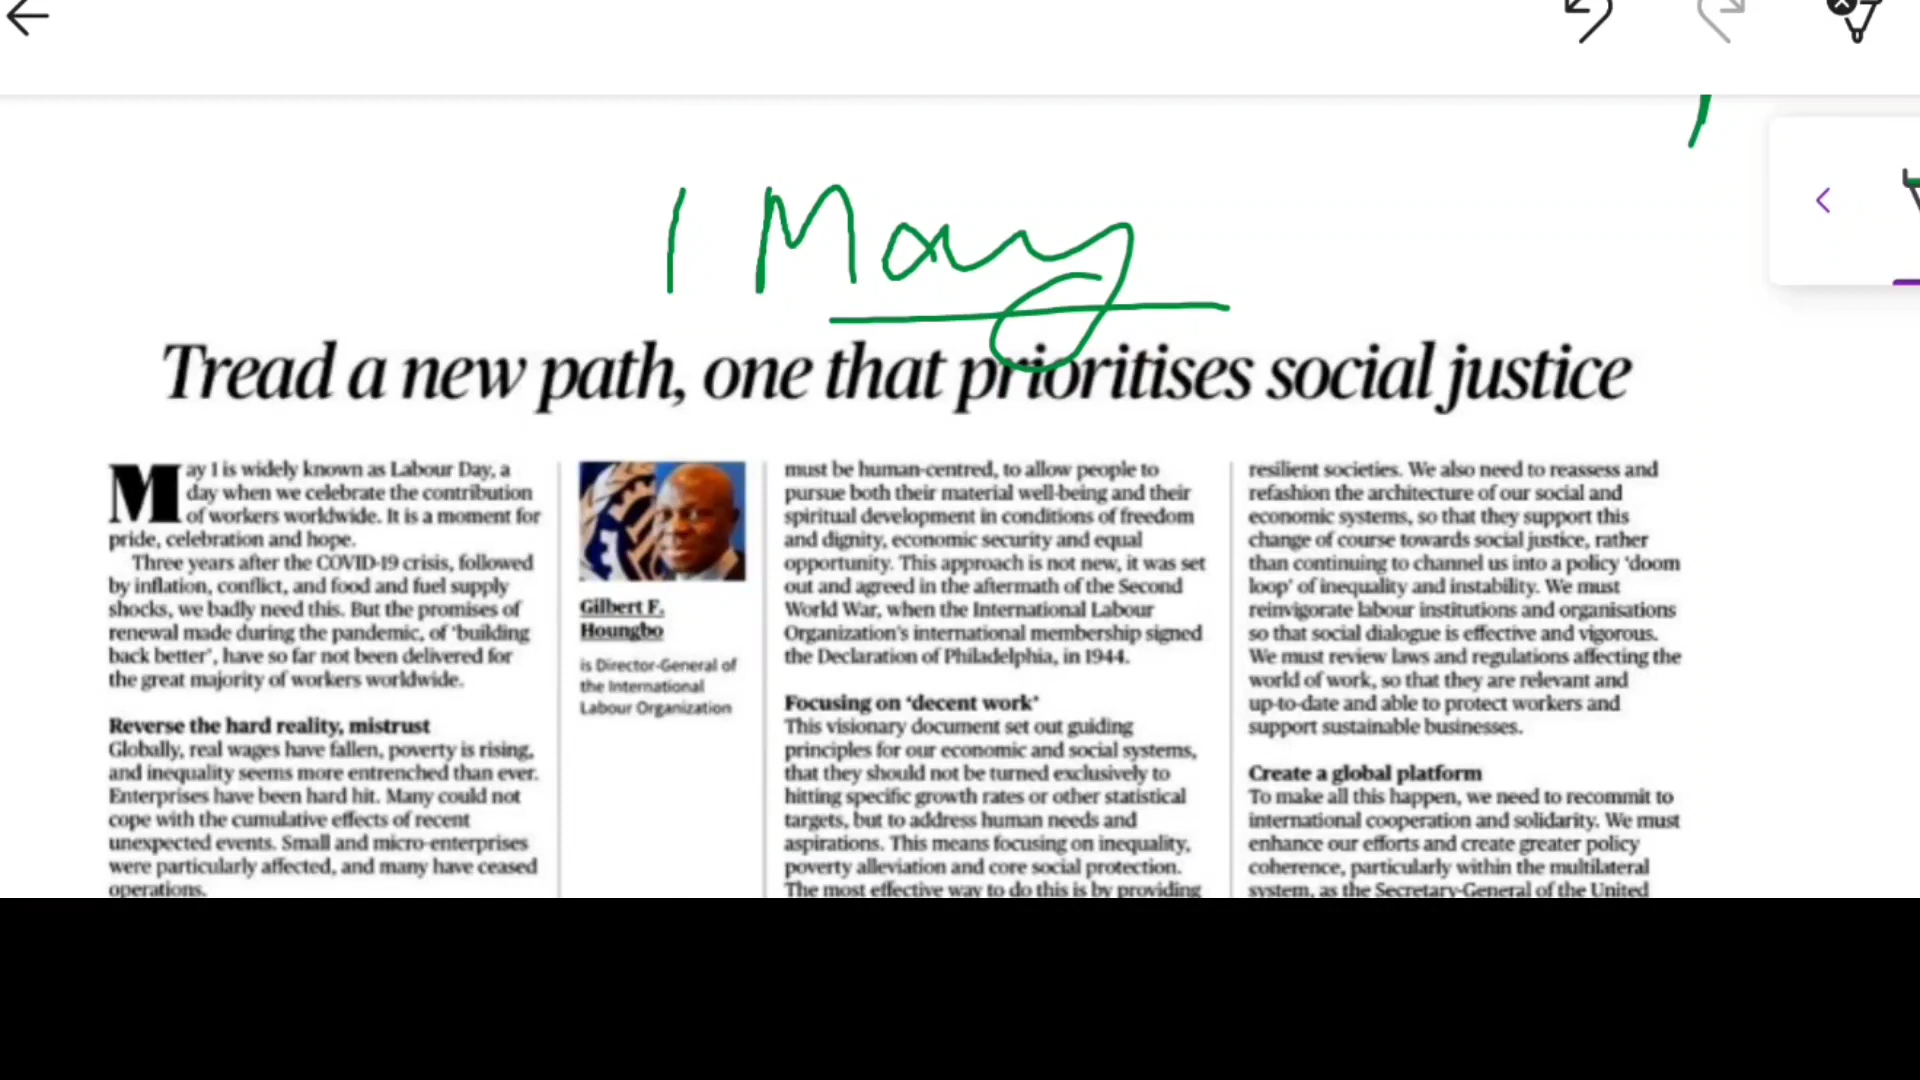 1 May
Tread a new path, one that prioritises social justice
May 1 is widely known as Labour Day, a
day when we celebrate the contribution
of workers worldwide. It is a moment for
pride, celebration and hope.
Three years after the COVID-19 crisis, followed
by inflation, conflict, and food and fuel supply
shocks, we badly need this. But the promises of
renewal made during the pandemic, of 'building
back better', have so far not been delivered for
the great majority of workers worldwide.
Reverse the hard reality, mistrust
Globally, real wages have fallen, poverty is rising,
and inequality seems more entrenched than ever.
Enterprises have been hard hit. Many could not
cope with the cumulative effects of recent
unexpected events. Small and micro-enterprises
were particularly affected, and many have ceased
operations.
Gilbert F.
Houngbo
is Director-General of
the International
Labour Organization
must be human-centred, to allow people to
pursue both their material well-being and their
spiritual development in conditions of freedom
and dignity, economic security and equal
opportunity. This approach is not new, it was set
out and agreed in the aftermath of the Second
World War, when the International Labour
Organization's international membership signed
the Declaration of Philadelphia, in 1944.
Focusing on 'decent work'
This visionary document set out guiding
principles for our economic and social systems,
that they should not be turned exclusively to
hitting specific growth rates or other statistical
targets, but to address human needs and
aspirations. This means focusing on inequality,
poverty alleviation and core social protection.
The most effective way to do this is by providing
resilient societies. We also need to reassess and
refashion the architecture of our social and
economic systems, so that they support this
change of course towards social justice, rather
than continuing to channel us into a policy 'doom
loop' of inequality and instability. We must
reinvigorate labour institutions and organisations
so that social dialogue is effective and vigorous.
We must review laws and regulations affecting the
world of work, so that they are relevant and
up-to-date and able to protect workers and
support sustainable businesses.
Create a global platform
To make all this happen, we need to recommit to
international cooperation and solidarity. We must
enhance our efforts and create greater policy
coherence, particularly within the multilateral
system, as the Secretary-General of the United